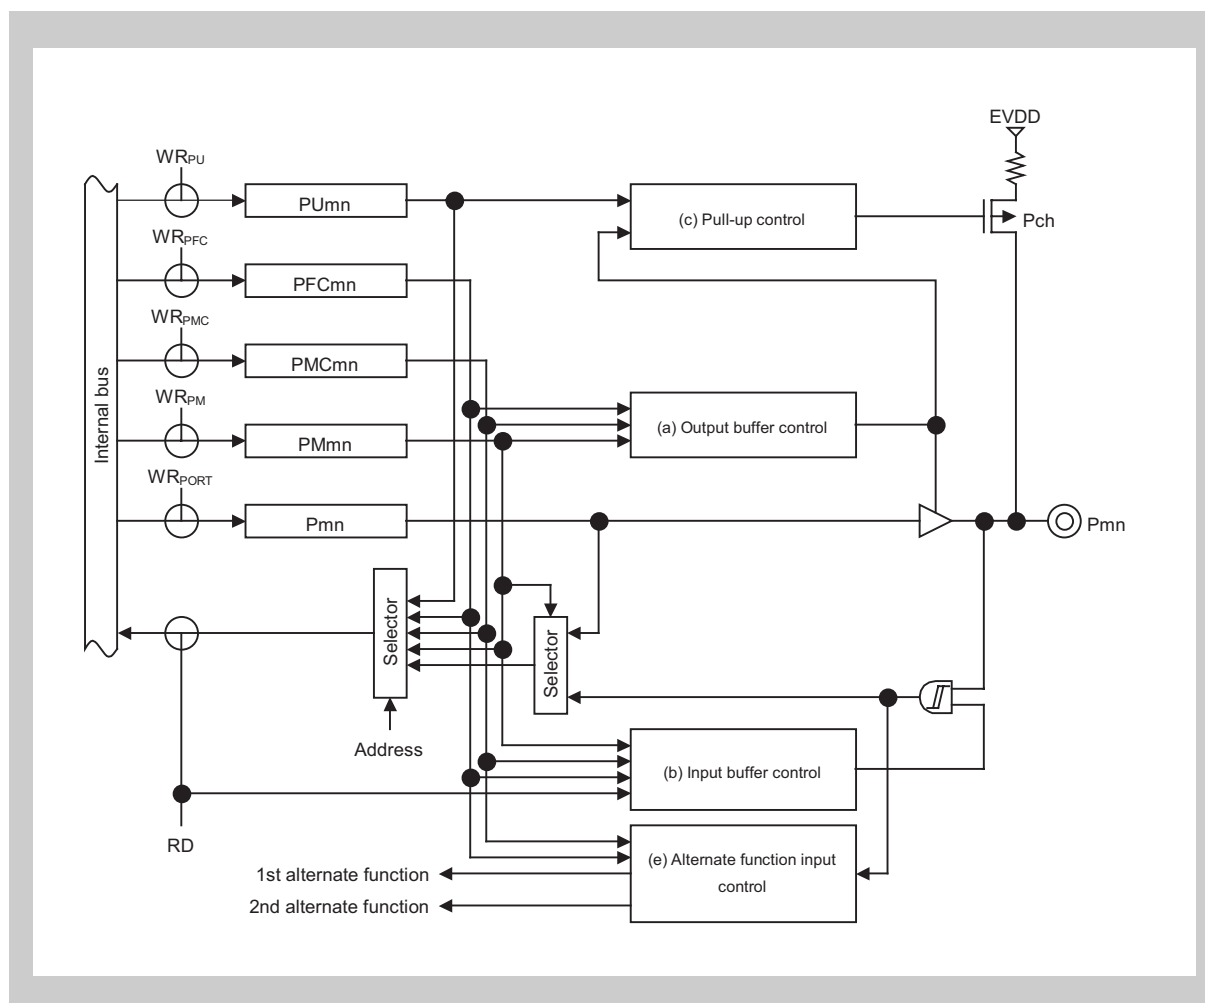 EVDD
WRPU
PUmn
(c) Pull-up control
Pch
WRPFC
PFCmn
WRPMC
PMCmn
Internal bus
WRPM
PMmn
(a) Output buffer control
WRPORT
Pmn
Pmn
Selector
Selector
Address
(b) Input buffer control
RD
(e) Alternate function input
control
1st alternate function
2nd alternate function